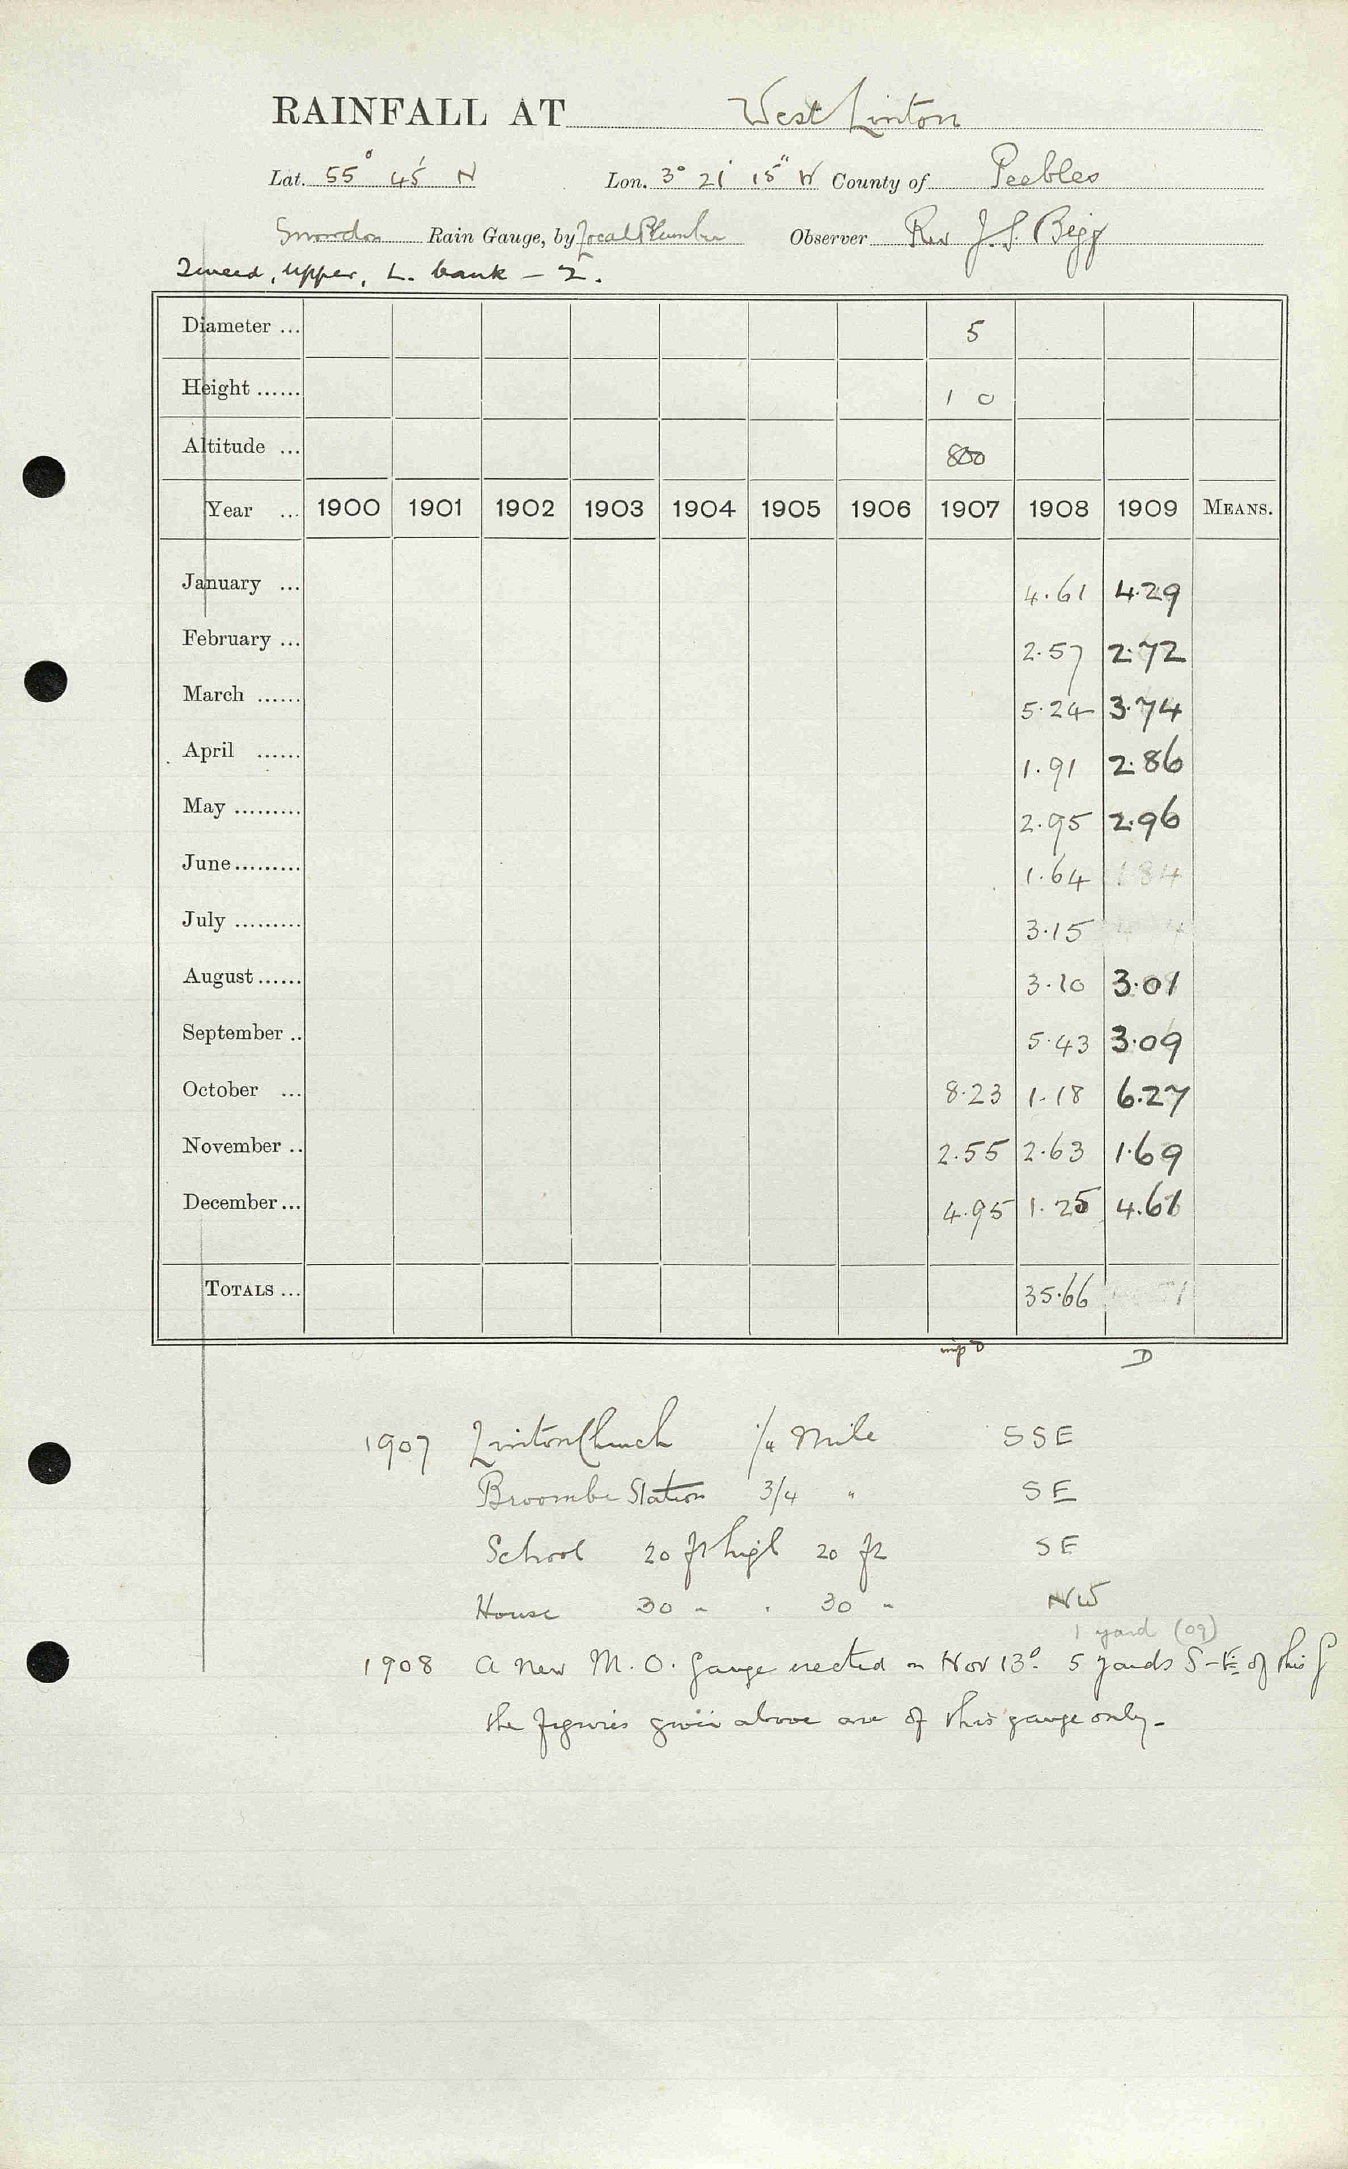 RAINFALL AT West Linton
Lat. 55° 45' N Lon. 3° 21' 15" W County of Peebles
Snowdon Rain Gauge, by Local Plumber Observer Rev J. S. Begg
Tweed, Upper, L. bank – 2.
Diameter ... 5
Height ...... 1 0
Altitude ... 800
Year ... 1900 1901 1902 1903 1904 1905 1906 1907 1908 1909 MEANS.
January ... 4.61 4.29
February ... 2.57 2.72
March ...... 5.24 3.74
April ...... 1.91 2.86
May ......... 2.95 2.96
June......... 1.64 1 84
July ......... 3.15
August ...... 3.10 3.01
September .. 5.43 3.09
October ... 8.23 1.18 6.27
November .. 2.55 2.63 1.69
December ... 4.95 1.25 4.61
TOTALS ... 35.66
D
1907 Linton Church 1/4 Mile SSE
Station 3/4 " SE
School 20 ft high 20 ft SE
House 30 " " 30 " NW
1 yard (09)
1908 A new M.O. Gauge erected on Nov 13th 5 yards S-E of this
the figures given above are of this gauge only-